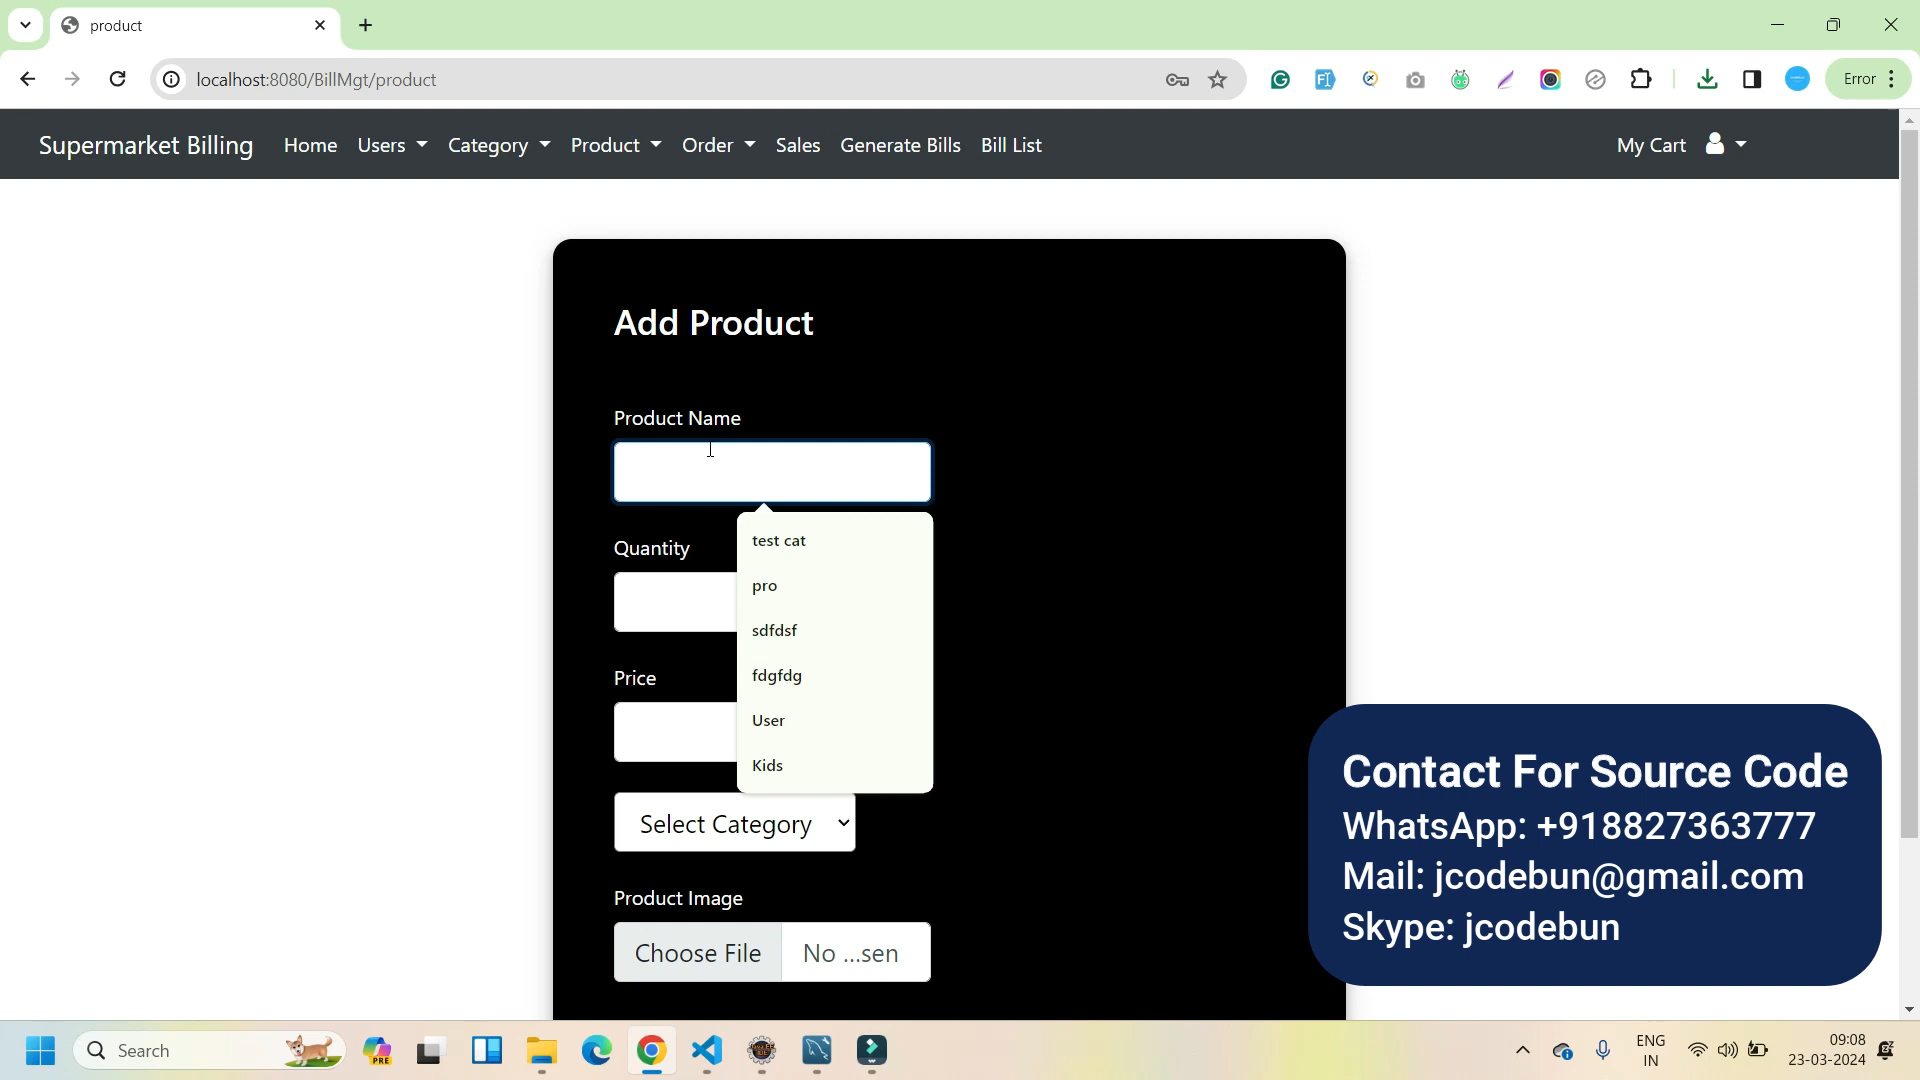 product
localhost:8080/BillMgt/product
Error
Supermarket Billing Home Users Category Product Order Sales Generate Bills Bill List My Cart
Add Product
Product Name
test cat
pro
sdfdsf
fdgfdg
User
Kids
Quantity
Price
Select Category
Product Image
Choose File No ...sen
Contact For Source Code
WhatsApp: +918827363777
Mail: jcodebun@gmail.com
Skype: jcodebun
Search
PRE
ENG
IN
09:08
23-03-2024